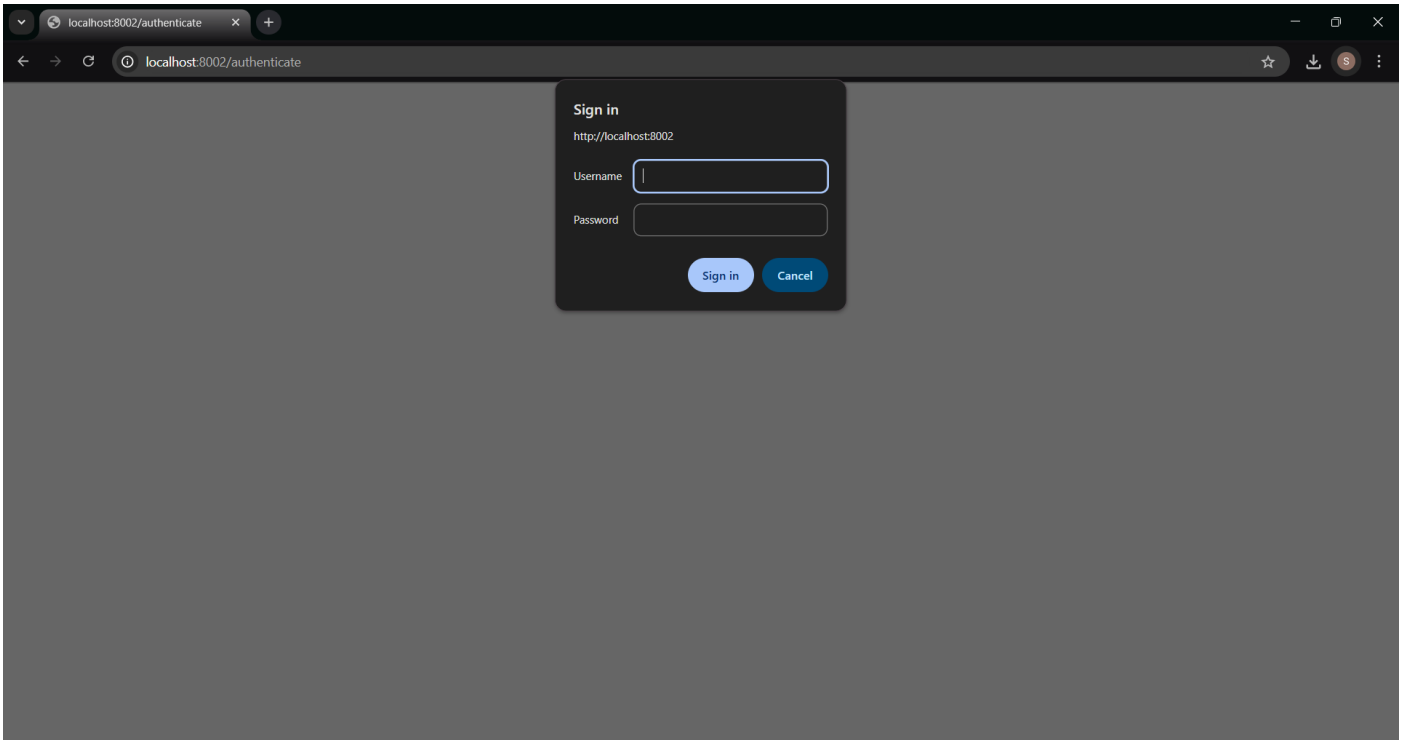 localhost:8002/authenticate
localhost:8002/authenticate
S
Sign in
http://localhost:8002
Username
Password
Sign in
Cancel